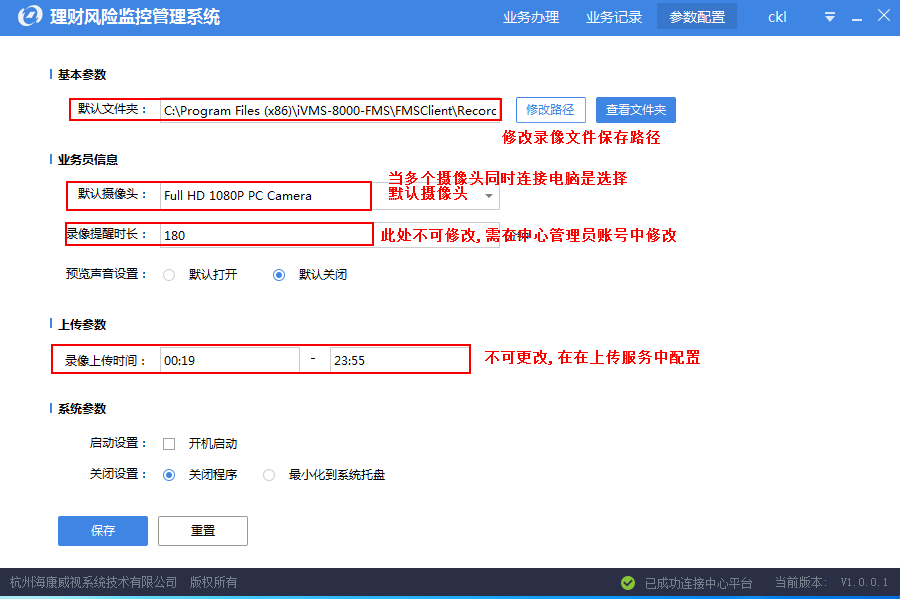 理财风险监控管理系统 业务办理 业务记录 参数配置 ckl
基本参数
默认文件夹： C:\Program Files (x86)\iVMS-8000-FMS\FMSClient\Recorc 修改路径 查看文件夹
修改录像文件保存路径
业务员信息
当多个摄像头同时连接电脑是选择
默认摄像头： Full HD 1080P PC Camera 默认摄像头
录像提醒时长： 180 此处不可修改, 需在中心管理员账号中修改
预览声音设置： 默认打开 默认关闭
上传参数
录像上传时间： 00:19 - 23:55 不可更改, 在在上传服务中配置
系统参数
启动设置： 开机启动
关闭设置： 关闭程序 最小化到系统托盘
保存 重置
杭州海康威视系统技术有限公司 版权所有 已成功连接中心平台 当前版本: V1.0.0.1